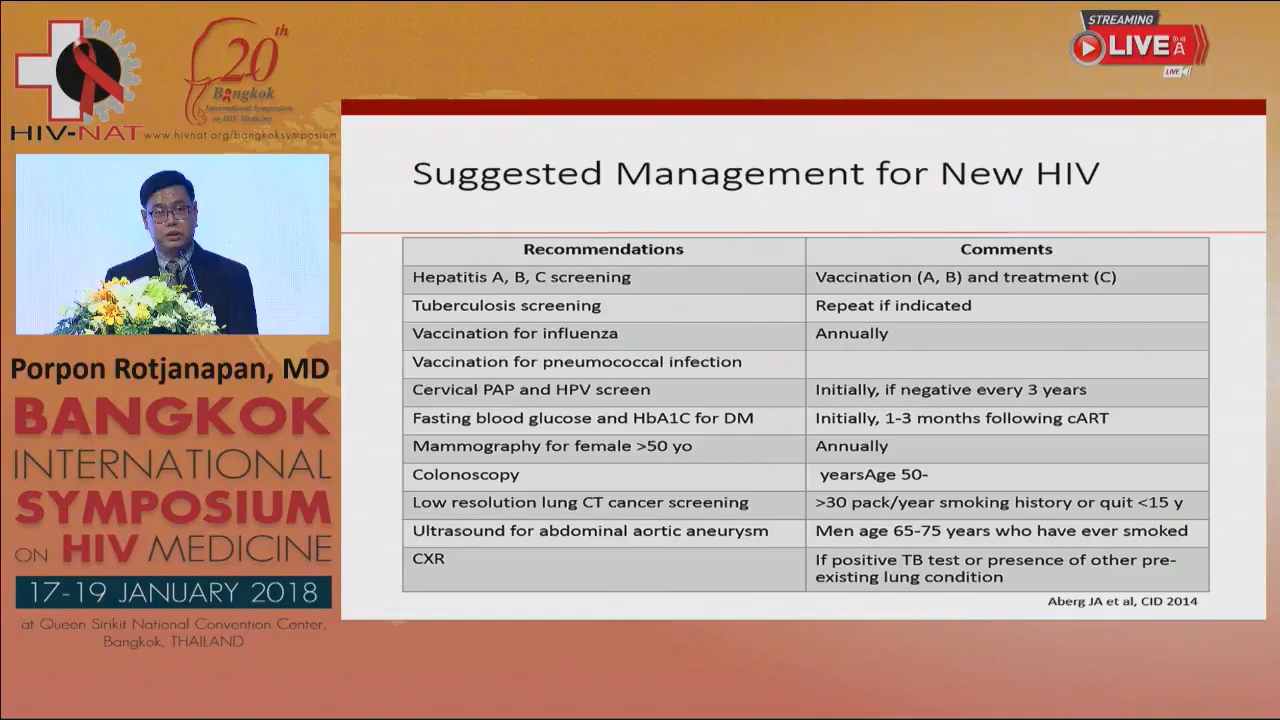 20th
Bangkok
International Symposium
on HIV Medicine
HIV-NAT
www.hivnat.org/bangkoksymposium
STREAMING
LIVE
LIVE
Suggested Management for New HIV
Recommendations Comments
Hepatitis A, B, C screening Vaccination (A, B) and treatment (C)
Tuberculosis screening Repeat if indicated
Vaccination for influenza Annually
Vaccination for pneumococcal infection
Cervical PAP and HPV screen Initially, if negative every 3 years
Fasting blood glucose and HbA1C for DM Initially, 1-3 months following cART
Mammography for female >50 yo Annually
Colonoscopy yearsAge 50-
Low resolution lung CT cancer screening >30 pack/year smoking history or quit <15 y
Ultrasound for abdominal aortic aneurysm Men age 65-75 years who have ever smoked
CXR If positive TB test or presence of other pre-
existing lung condition
Aberg JA et al, CID 2014
Porpon Rotjanapan, MD
BANGKOK
INTERNATIONAL
SYMPOSIUM
ON HIV MEDICINE
17-19 JANUARY 2018
at Queen Sirikit National Convention Center,
Bangkok, THAILAND